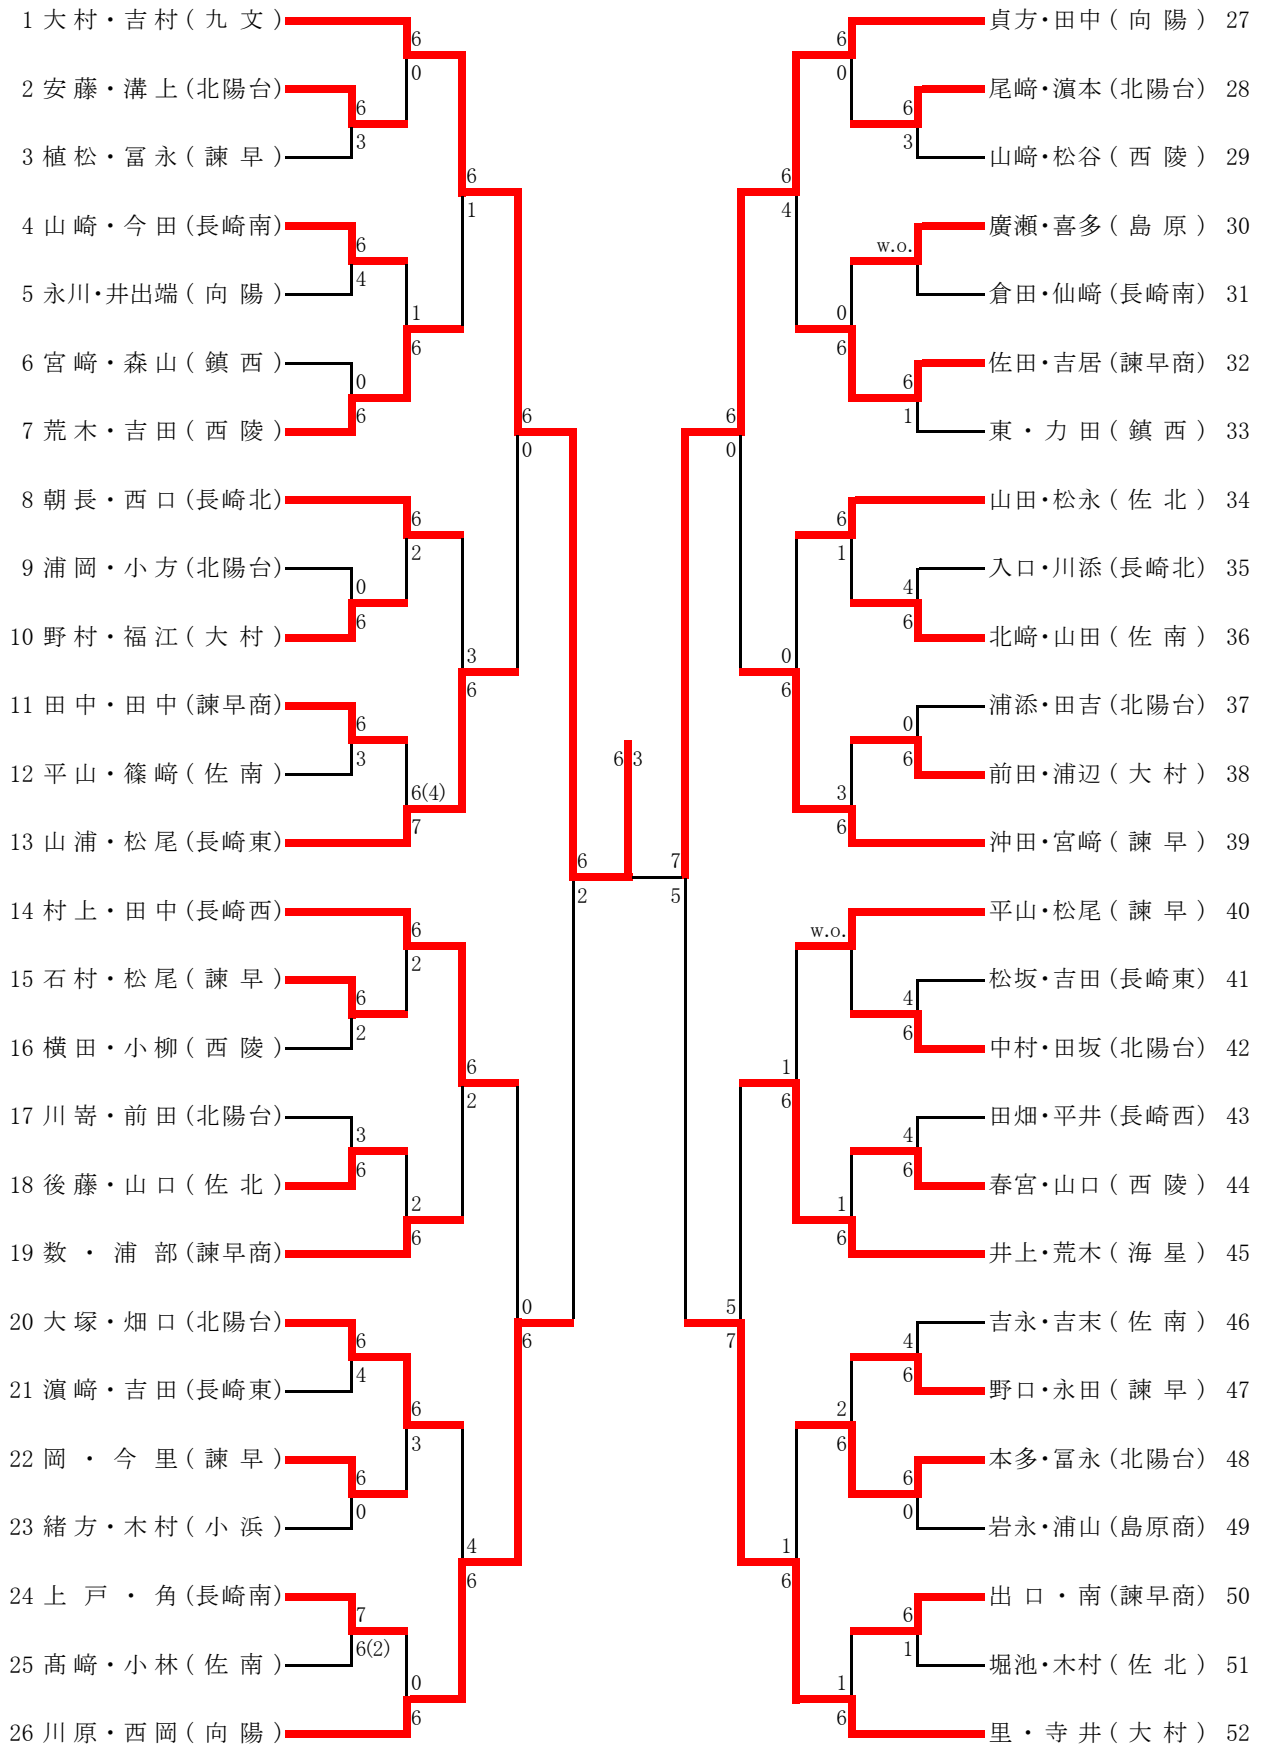 1 大村・吉村(九文)
6
0
2 安藤・溝上(北陽台)
6
3
3 植松・冨永(諫早)
6
1
4 山崎・今田(長崎南)
6
4
5 永川・井出端(向陽)
1
6
6 宮﨑・森山(鎮西)
0
6
7 荒木・吉田(西陵)
6
0
8 朝長・西口(長崎北)
6
2
9 浦岡・小方(北陽台)
0
6
10 野村・福江(大村)
3
6
11 田中・田中(諫早商)
6
3
12 平山・篠﨑(佐南)
6(4)
7
13 山浦・松尾(長崎東)
6
2
14 村上・田中(長崎西)
6
2
15 石村・松尾(諫早)
6
2
16 横田・小柳(西陵)
6
2
17 川嵜・前田(北陽台)
3
6
18 後藤・山口(佐北)
2
6
19 数・浦部(諫早商)
0
6
20 大塚・畑口(北陽台)
6
4
21 濵﨑・吉田(長崎東)
6
3
22 岡・今里(諫早)
6
0
23 緒方・木村(小浜)
4
6
24 上戸・角(長崎南)
7
6(2)
25 髙﨑・小林(佐南)
0
6
26 川原・西岡(向陽)
6 3
貞方・田中(向陽) 27
6
0
尾﨑・濵本(北陽台) 28
6
3
山﨑・松谷(西陵) 29
6
4
廣瀬・喜多(島原) 30
w.o.
倉田・仙﨑(長崎南) 31
0
6
佐田・吉居(諫早商) 32
6
1
東・力田(鎮西) 33
6
0
山田・松永(佐北) 34
6
1
入口・川添(長崎北) 35
4
6
北﨑・山田(佐南) 36
0
6
浦添・田吉(北陽台) 37
0
6
前田・浦辺(大村) 38
3
6
沖田・宮﨑(諫早) 39
7
5
平山・松尾(諫早) 40
w.o.
松坂・吉田(長崎東) 41
4
6
中村・田坂(北陽台) 42
1
6
田畑・平井(長崎西) 43
4
6
春宮・山口(西陵) 44
1
6
井上・荒木(海星) 45
5
7
吉永・吉末(佐南) 46
4
6
野口・永田(諫早) 47
2
6
本多・冨永(北陽台) 48
6
0
岩永・浦山(島原商) 49
1
6
出口・南(諫早商) 50
6
1
堀池・木村(佐北) 51
1
6
里・寺井(大村) 52